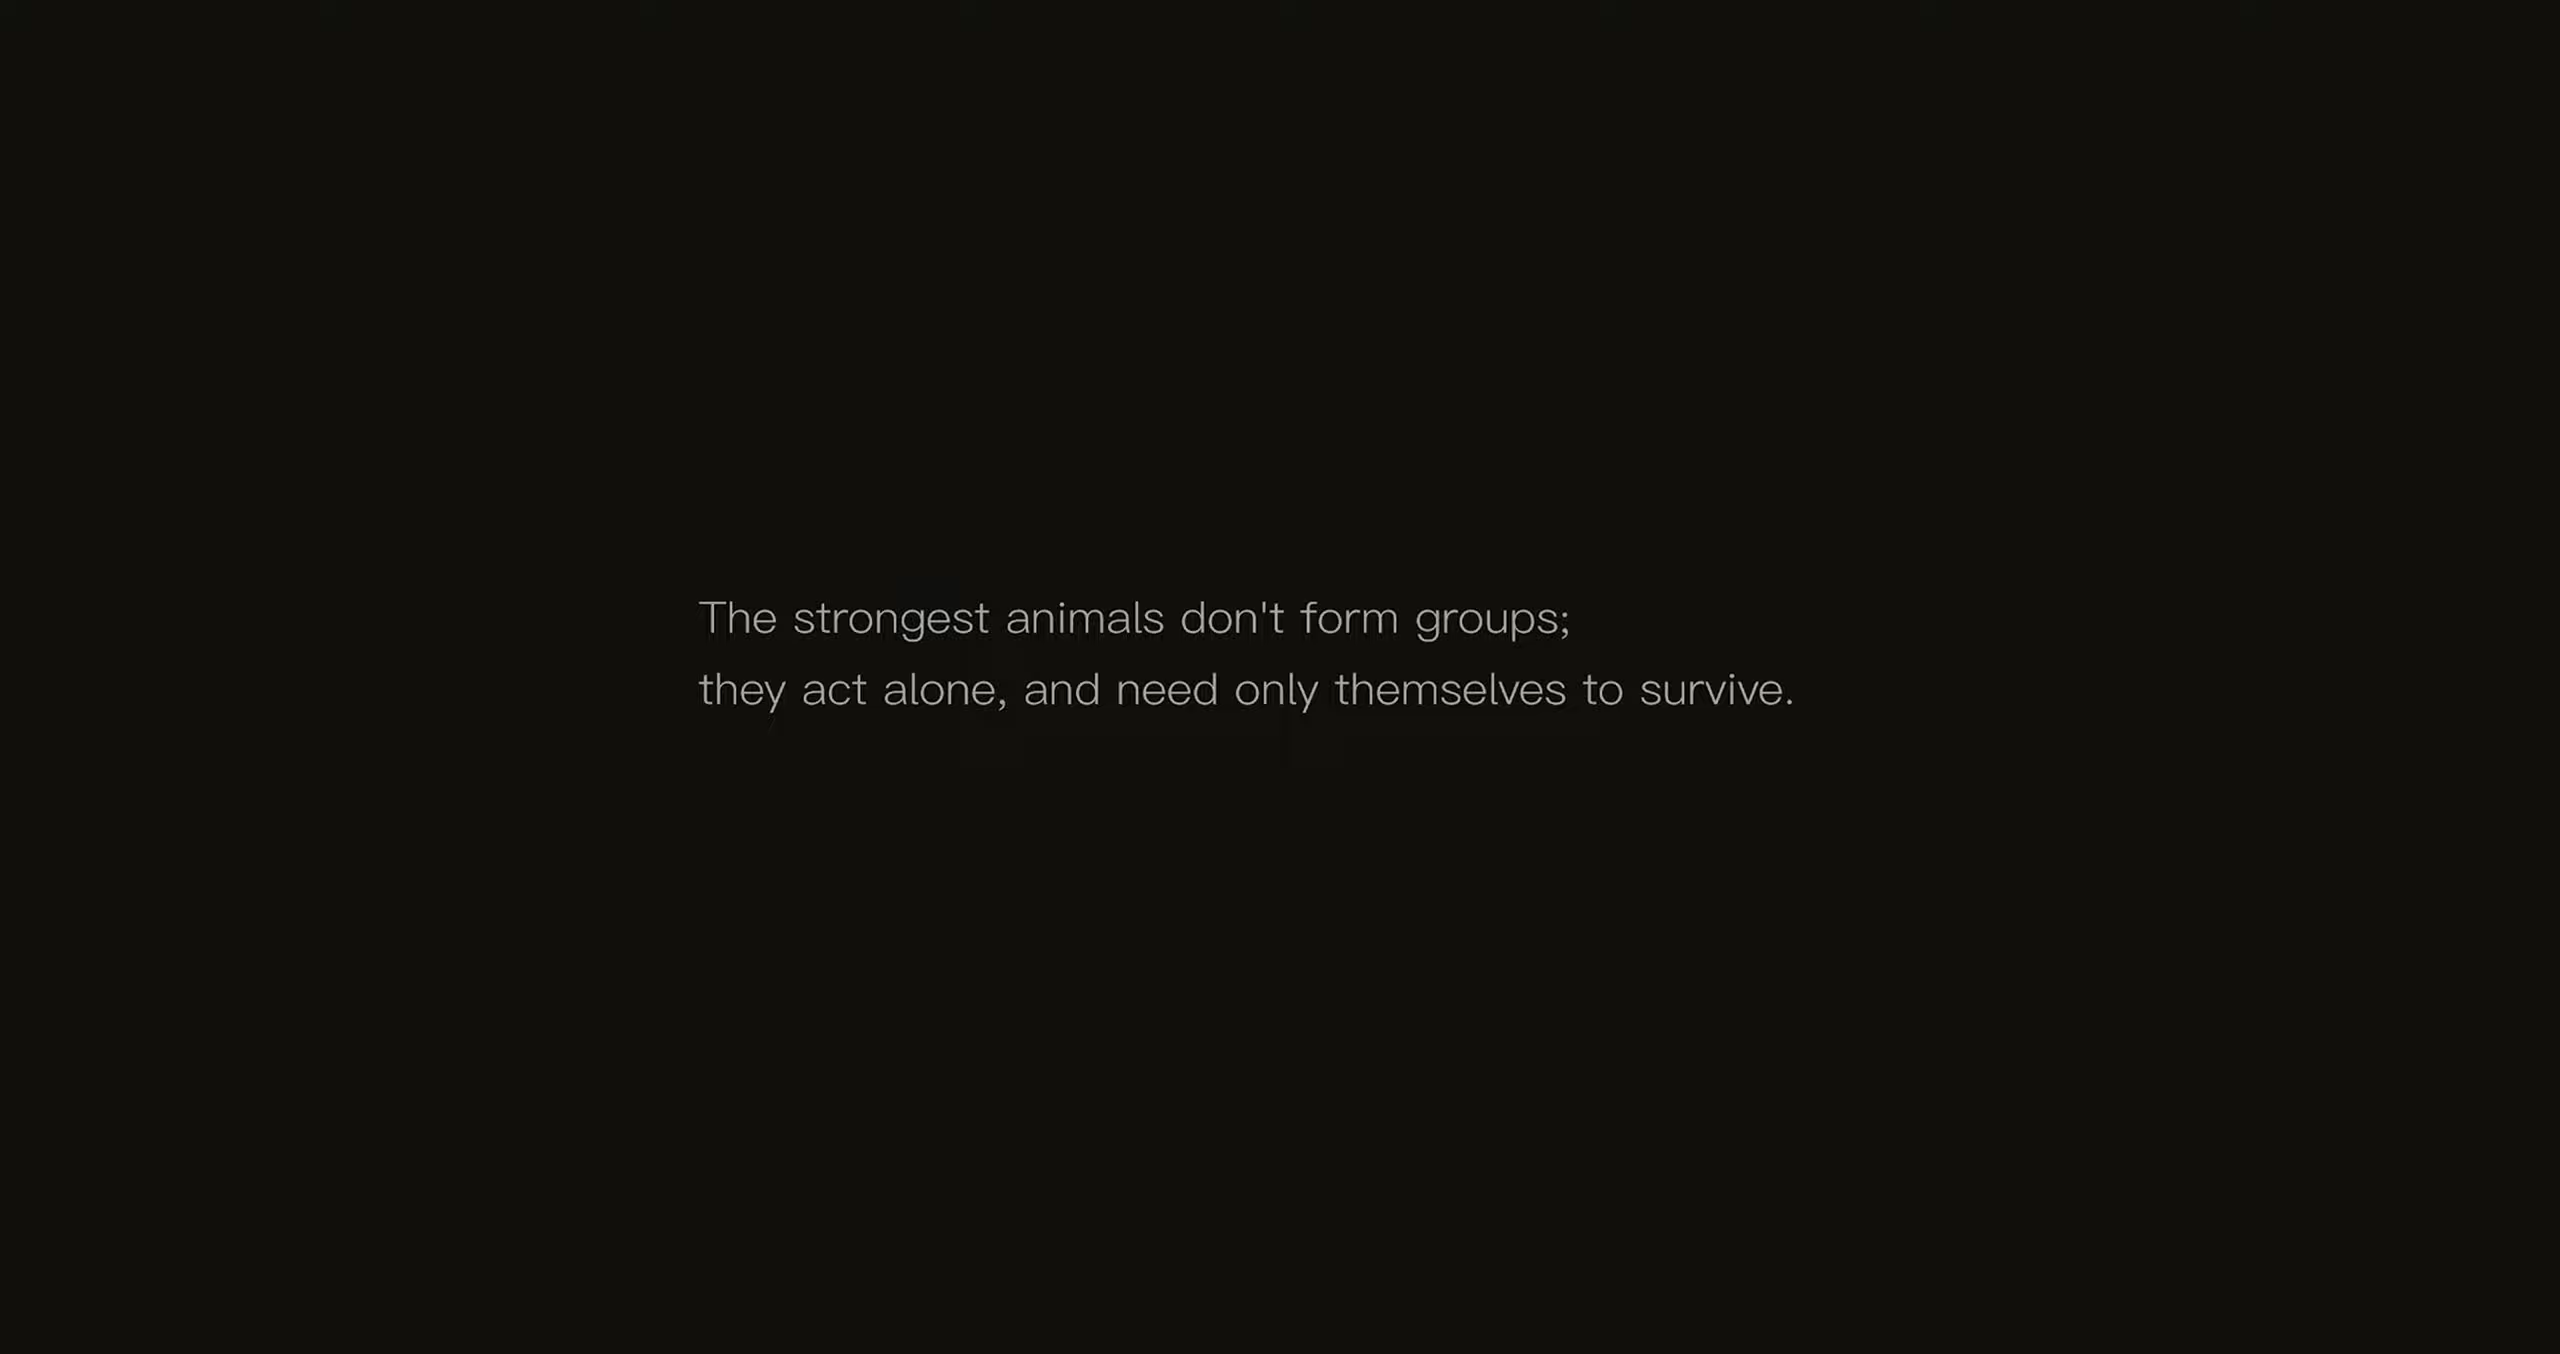 The strongest animals don't form groups;
they act alone, and need only themselves to survive.